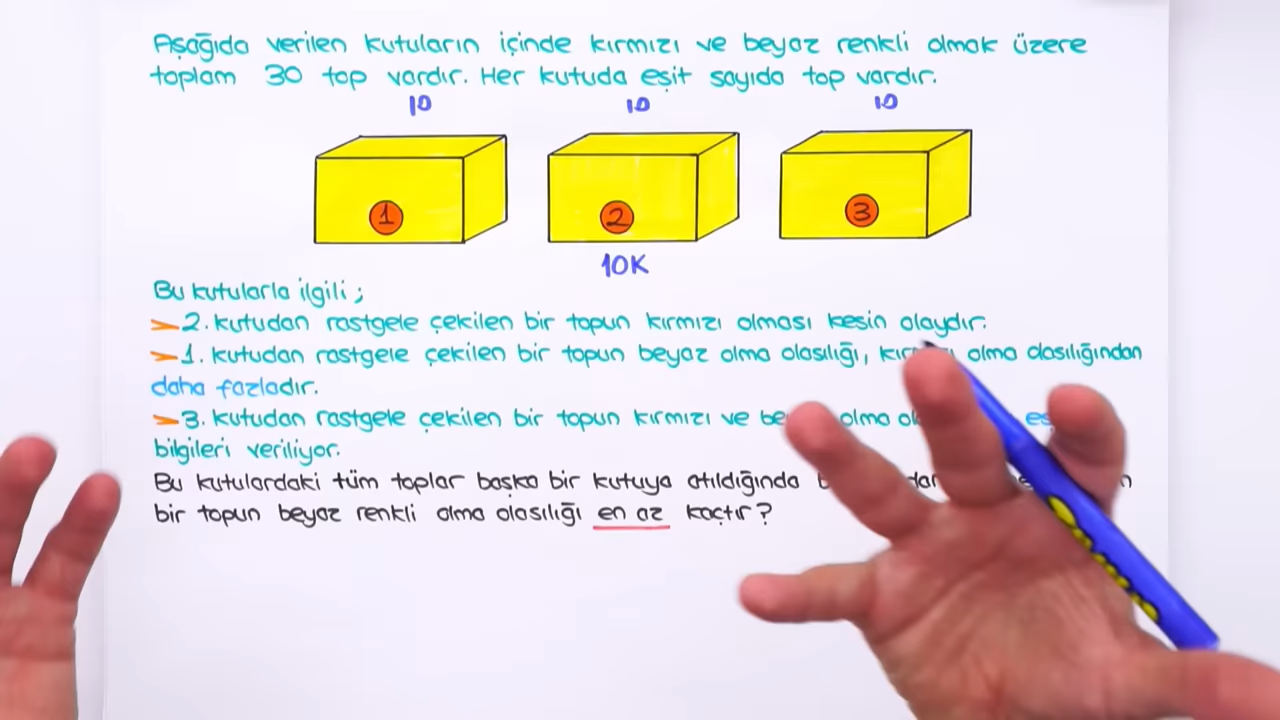 Aşağıda verilen kutuların içinde kırmızı ve beyaz renkli olmak üzere
toplam 30 top vardır. Her kutuda eşit sayıda top vardır.
10 10 10
1 2 3
10K
Bu kutularla ilgili;
➤2. kutudan rastgele çekilen bir topun kırmızı olması kesin olaydır.
➤1. kutudan rastgele çekilen bir topun beyaz olma olasılığı, olma olasılığından
daha fazladır.
➤3. kutudan rastgele çekilen bir topun kırmızı ve olma
bilgileri veriliyor.
Bu kutulardaki tüm toplar başka bir kutuya atıldığında
bir topun beyaz renkli olma olasılığı en az kaçtır?